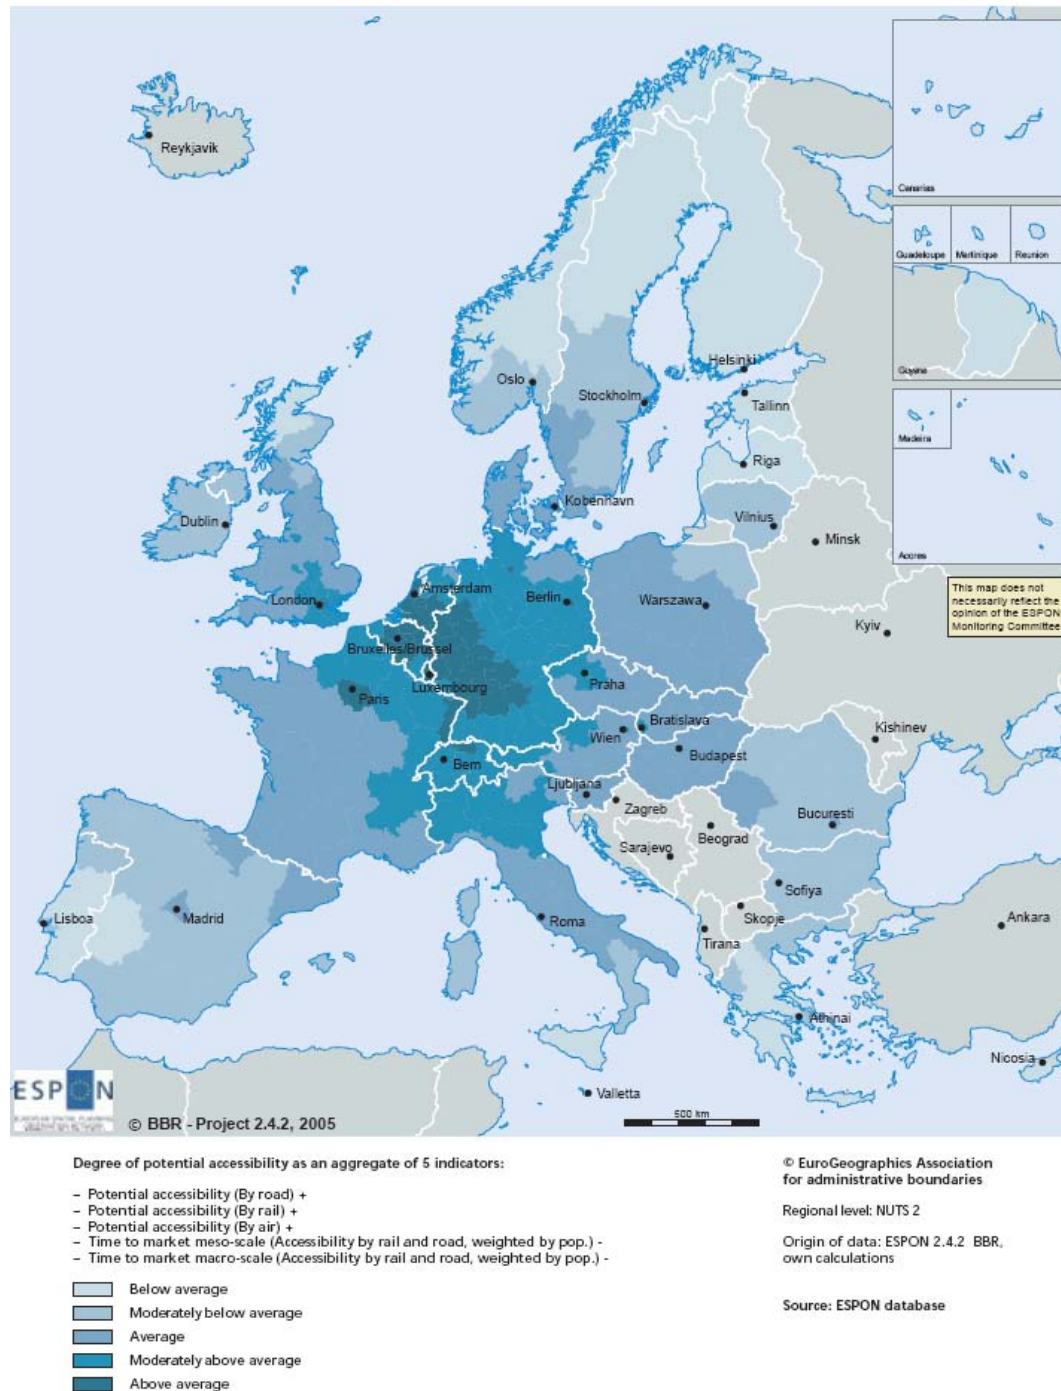 Reykjavik
Canarias
Guadeloupe
Martinique
Reunion
Guyane
Madeira
Acores
Oslo
Stockholm
Helsinki
Tallinn
Riga
Dublin
Kobenhavn
Vilnius
Minsk
London
Amsterdam
Berlin
Warszawa
This map does not
necessarily reflect the
opinion of the ESPON
Monitoring Committee
Kyiv
Bruxelles/Brussel
Luxembourg
Paris
Praha
Bratislava
Wien
Kishinev
Budapest
Bern
Ljubljana
Zagreb
Bucuresti
Beograd
Sarajevo
Sofiya
Lisboa
Madrid
Roma
Skopje
Tirana
Ankara
Athinai
Nicosia
Valletta
ESPON
© BBR - Project 2.4.2, 2005
500 km
Degree of potential accessibility as an aggregate of 5 indicators:
– Potential accessibility (By road) +
– Potential accessibility (By rail) +
– Potential accessibility (By air) +
– Time to market meso-scale (Accessibility by rail and road, weighted by pop.) -
– Time to market macro-scale (Accessibility by rail and road, weighted by pop.) -
Below average
Moderately below average
Average
Moderately above average
Above average
© EuroGeographics Association
for administrative boundaries
Regional level: NUTS 2
Origin of data: ESPON 2.4.2 BBR,
own calculations
Source: ESPON database